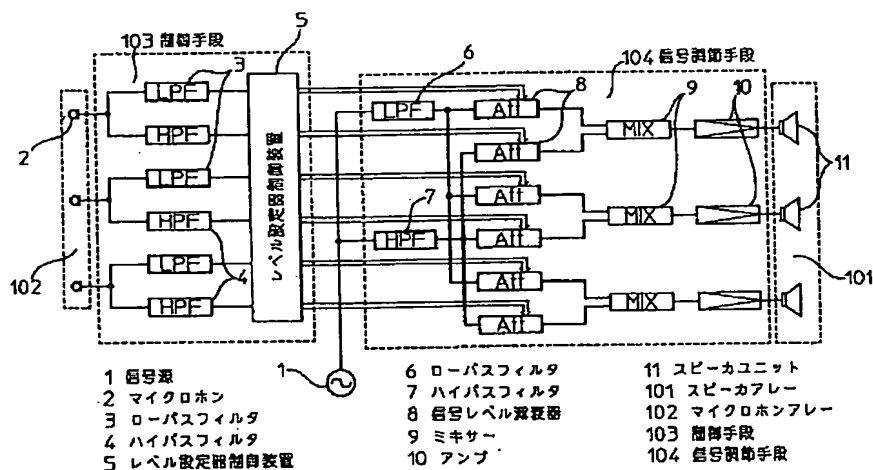 5
103 制御手段
3
6
104 信号調節手段
8
9
10
LPF
HPF
LPF
HPF
LPF
HPF
レベル設定器制御装置
LPF
HPF
Att
Att
Att
Att
Att
Att
MIX
MIX
MIX
2
7
11
4
102
101
1
1 信号源
2 マイクロホン
3 ローパスフィルタ
4 ハイパスフィルタ
5 レベル設定器制御装置
6 ローパスフィルタ
7 ハイパスフィルタ
8 信号レベル減衰器
9 ミキサー
10 アンプ
11 スピーカユニット
101 スピーカアレー
102 マイクロホンアレー
103 制御手段
104 信号調節手段